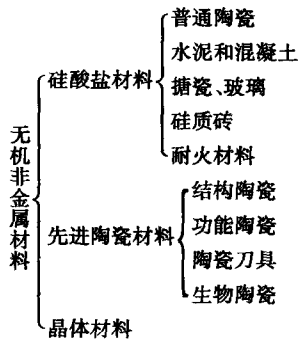 无机非金属材料
硅酸盐材料
普通陶瓷
水泥和混凝土
搪瓷、玻璃
硅质砖
耐火材料
先进陶瓷材料
结构陶瓷
功能陶瓷
陶瓷刀具
生物陶瓷
晶体材料